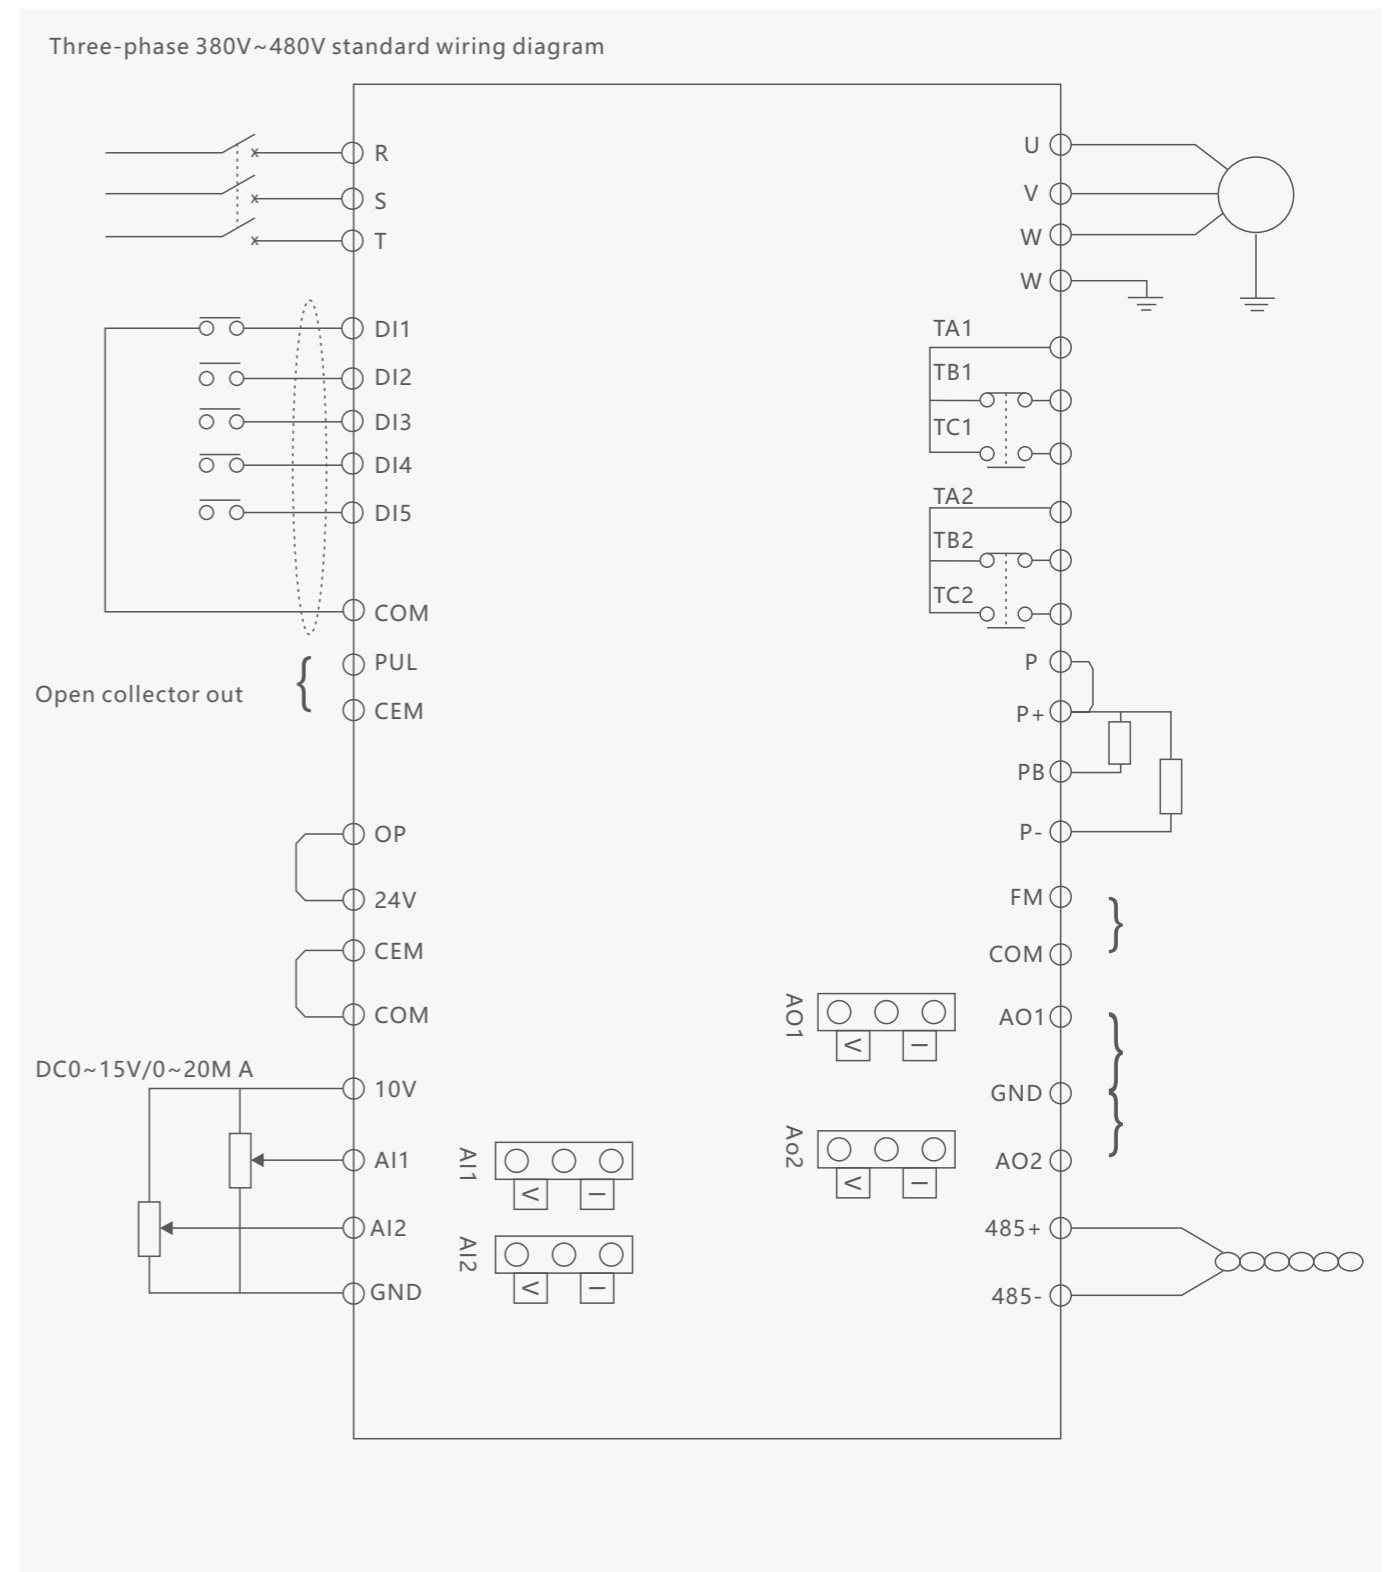 Three-phase 380V~480V standard wiring diagram
R
S
T
DI1
DI2
DI3
DI4
DI5
COM
PUL
Open collector out
CEM
OP
24V
CEM
COM
DC0~15V/0~20M A
10V
AI1
AI2
GND
AI1
V
I
AI2
V
I
AO1
V
I
Ao2
V
I
U
V
W
W
TA1
TB1
TC1
TA2
TB2
TC2
P
P+
PB
P-
FM
COM
AO1
GND
AO2
485+
485-